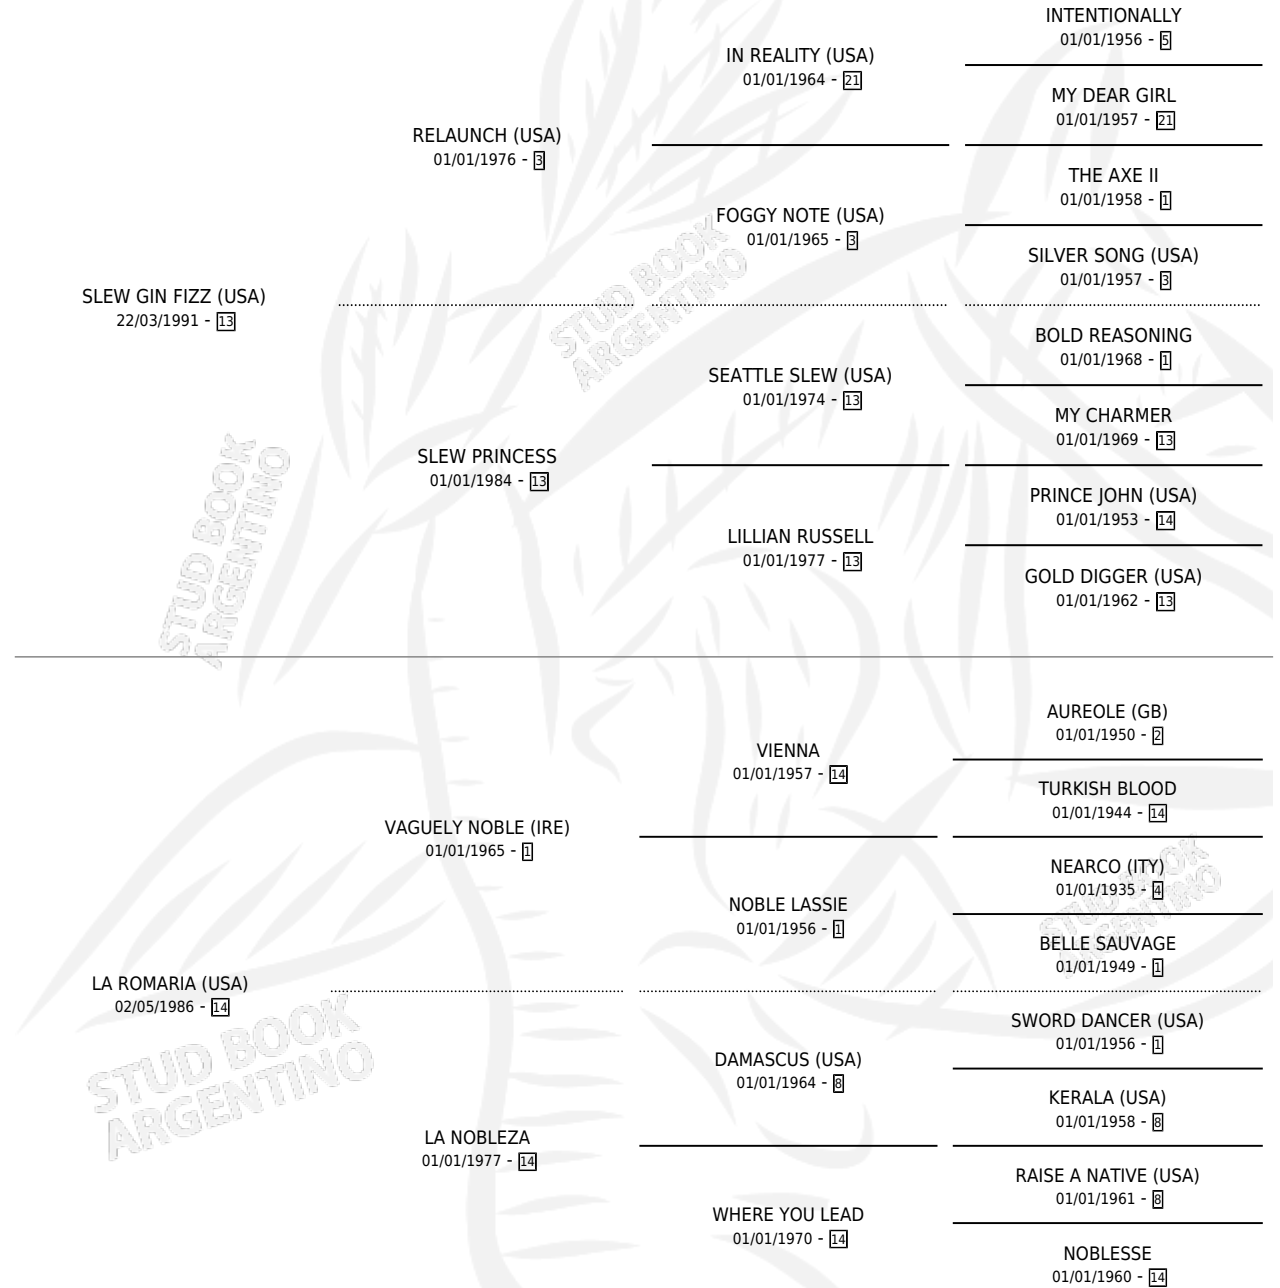 INTENTIONALLY
01/01/1956 - 5
IN REALITY (USA)
01/01/1964 - 21
MY DEAR GIRL
01/01/1957 - 21
RELAUNCH (USA)
01/01/1976 - 3
THE AXE II
01/01/1958 - 1
FOGGY NOTE (USA)
01/01/1965 - 3
SILVER SONG (USA)
01/01/1957 - 3
SLEW GIN FIZZ (USA)
22/03/1991 - 13
BOLD REASONING
01/01/1968 - 1
SEATTLE SLEW (USA)
01/01/1974 - 13
MY CHARMER
01/01/1969 - 13
SLEW PRINCESS
01/01/1984 - 13
PRINCE JOHN (USA)
01/01/1953 - 14
LILLIAN RUSSELL
01/01/1977 - 13
GOLD DIGGER (USA)
01/01/1962 - 13
STUD BOOK
ARGENTINO
STUD BOOK
ARGENTINO
AUREOLE (GB)
01/01/1950 - 2
VIENNA
01/01/1957 - 14
TURKISH BLOOD
01/01/1944 - 14
VAGUELY NOBLE (IRE)
01/01/1965 - 1
NEARCO (ITY)
01/01/1935 - 4
NOBLE LASSIE
01/01/1956 - 1
BELLE SAUVAGE
01/01/1949 - 1
STUD BOOK
ARGENTINO
LA ROMARIA (USA)
02/05/1986 - 14
SWORD DANCER (USA)
01/01/1956 - 1
DAMASCUS (USA)
01/01/1964 - 8
KERALA (USA)
01/01/1958 - 8
LA NOBLEZA
01/01/1977 - 14
RAISE A NATIVE (USA)
01/01/1961 - 8
WHERE YOU LEAD
01/01/1970 - 14
NOBLESSE
01/01/1960 - 14
STUD BOOK
ARGENTINO